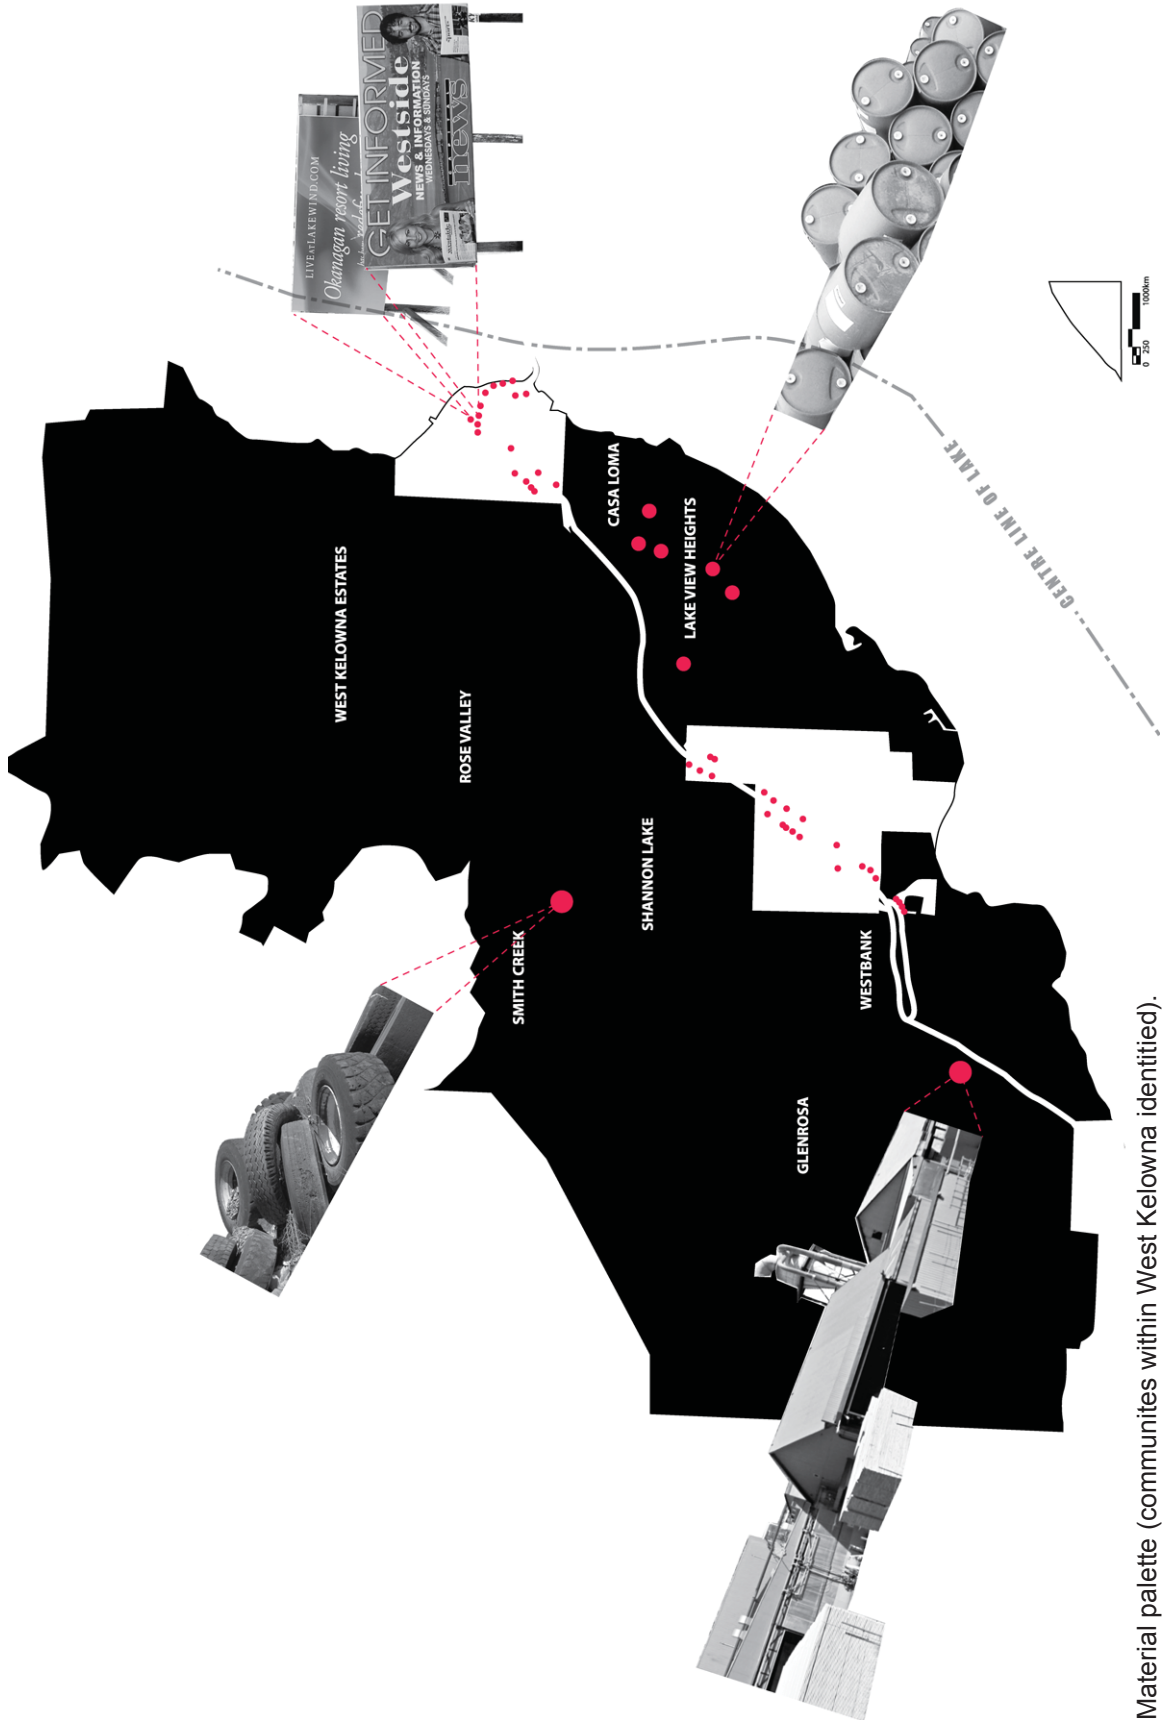 LIVE AT LAKEWIND.COM
Okanagan resort living
GET INFORMED
Westside
NEWS & INFORMATION
WEDNESDAYS & SUNDAYS
news
WEST KELOWNA ESTATES
ROSE VALLEY
CASA LOMA
LAKE VIEW HEIGHTS
SHANNON LAKE
SMITH CREEK
WESTBANK
GLENROSA
CENTRE LINE OF LAKE
0 250 1000km
Material palette (communites within West Kelowna identitied).